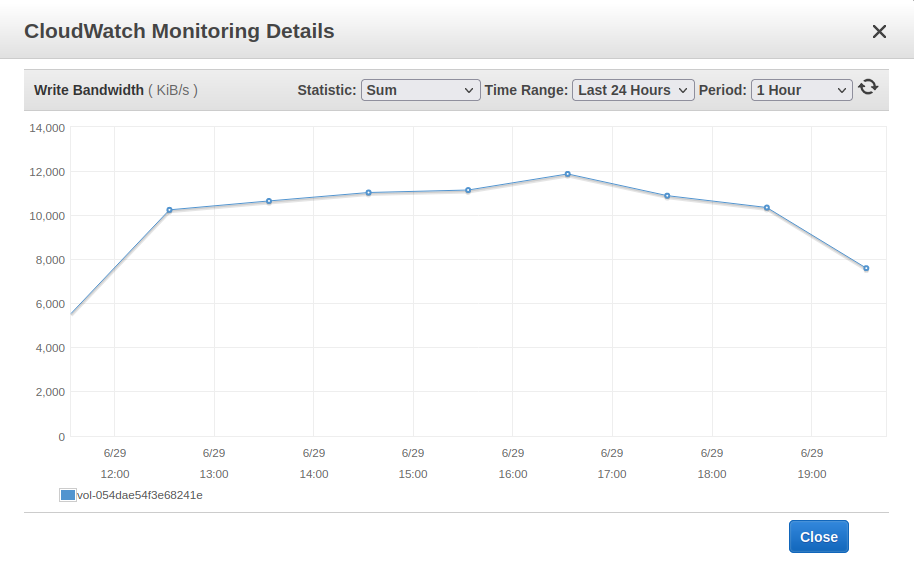 CloudWatch Monitoring Details
Write Bandwidth ( KiB/s )
Statistic: Sum Time Range: Last 24 Hours Period: 1 Hour
14,000
12,000
10,000
8,000
6,000
4,000
2,000
0
6/29 6/29 6/29 6/29 6/29 6/29 6/29 6/29
12:00 13:00 14:00 15:00 16:00 17:00 18:00 19:00
vol-054dae54f3e68241e
Close